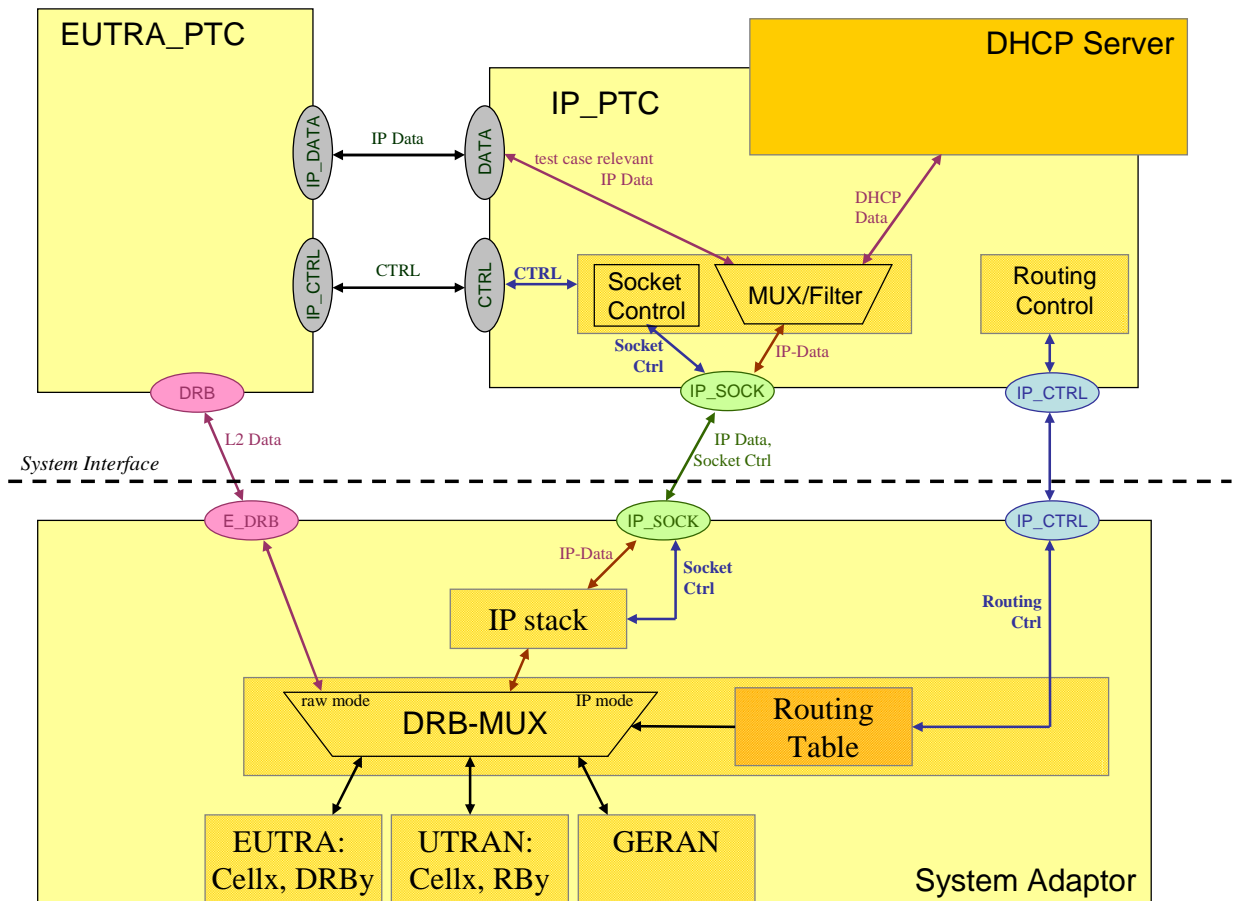 EUTRA_PTC
DHCP Server
IP_PTC
IP_DATA
IP Data
DATA
test case relevant
IP Data
DHCP
Data
IP_CTRL
CTRL
CTRL
CTRL
Socket
Control
MUX/Filter
Routing
Control
Socket
Ctrl
IP-Data
DRB
IP_SOCK
IP_CTRL
L2 Data
IP Data,
Socket Ctrl
System Interface
E_DRB
IP_SOCK
IP_CTRL
IP-Data
Socket
Ctrl
IP stack
Routing
Ctrl
raw mode
IP mode
DRB-MUX
Routing
Table
EUTRA:
Cellx, DRBy
UTRAN:
Cellx, RBy
GERAN
System Adaptor